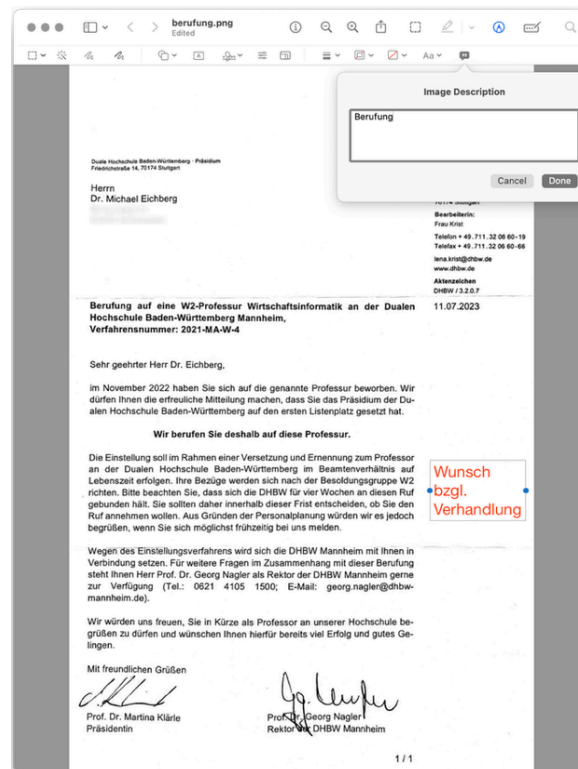 berufung.png
Edited
Aa
Image Description
Berufung
Cancel
Done
Duale Hochschule Baden-Württemberg · Präsidium
Friedrichstraße 14, 70174 Stuttgart
Herrn
Dr. Michael Eichberg
70174 Stuttgart
Bearbeiterin:
Frau Krist
Telefon + 49 .711. 32 06 60-19
Telefax + 49 .711. 32 06 60-66
lena.krist@dhbw.de
www.dhbw.de
Aktenzeichen
DHBW / 3.2.0.7
Berufung auf eine W2-Professur Wirtschaftsinformatik an der Dualen
Hochschule Baden-Württemberg Mannheim,
Verfahrensnummer: 2021-MA-W-4
11.07.2023
Sehr geehrter Herr Dr. Eichberg,
im November 2022 haben Sie sich auf die genannte Professur beworben. Wir
dürfen Ihnen die erfreuliche Mitteilung machen, dass Sie das Präsidium der Du-
alen Hochschule Baden-Württemberg auf den ersten Listenplatz gesetzt hat.
Wir berufen Sie deshalb auf diese Professur.
Die Einstellung soll im Rahmen einer Versetzung und Ernennung zum Professor
an der Dualen Hochschule Baden-Württemberg im Beamtenverhältnis auf
Lebenszeit erfolgen. Ihre Bezüge werden sich nach der Besoldungsgruppe W2
richten. Bitte beachten Sie, dass sich die DHBW für vier Wochen an diesen Ruf
gebunden hält. Sie sollten daher innerhalb dieser Frist entscheiden, ob Sie den
Ruf annehmen wollen. Aus Gründen der Personalplanung würden wir es jedoch
begrüßen, wenn Sie sich möglichst frühzeitig bei uns melden.
Wunsch
bzgl.
Verhandlung
Wegen des Einstellungsverfahrens wird sich die DHBW Mannheim mit Ihnen in
Verbindung setzen. Für weitere Fragen im Zusammenhang mit dieser Berufung
steht Ihnen Herr Prof. Dr. Georg Nagler als Rektor der DHBW Mannheim gerne
zur Verfügung (Tel.: 0621 4105 1500; E-Mail: georg.nagler@dhbw-
mannheim.de).
Wir würden uns freuen, Sie in Kürze als Professor an unserer Hochschule be-
grüßen zu dürfen und wünschen Ihnen hierfür bereits viel Erfolg und gutes Ge-
lingen.
Mit freundlichen Grüßen
Prof. Dr. Martina Klärle
Präsidentin
Prof. Dr. Georg Nagler
Rektor der DHBW Mannheim
1 / 1